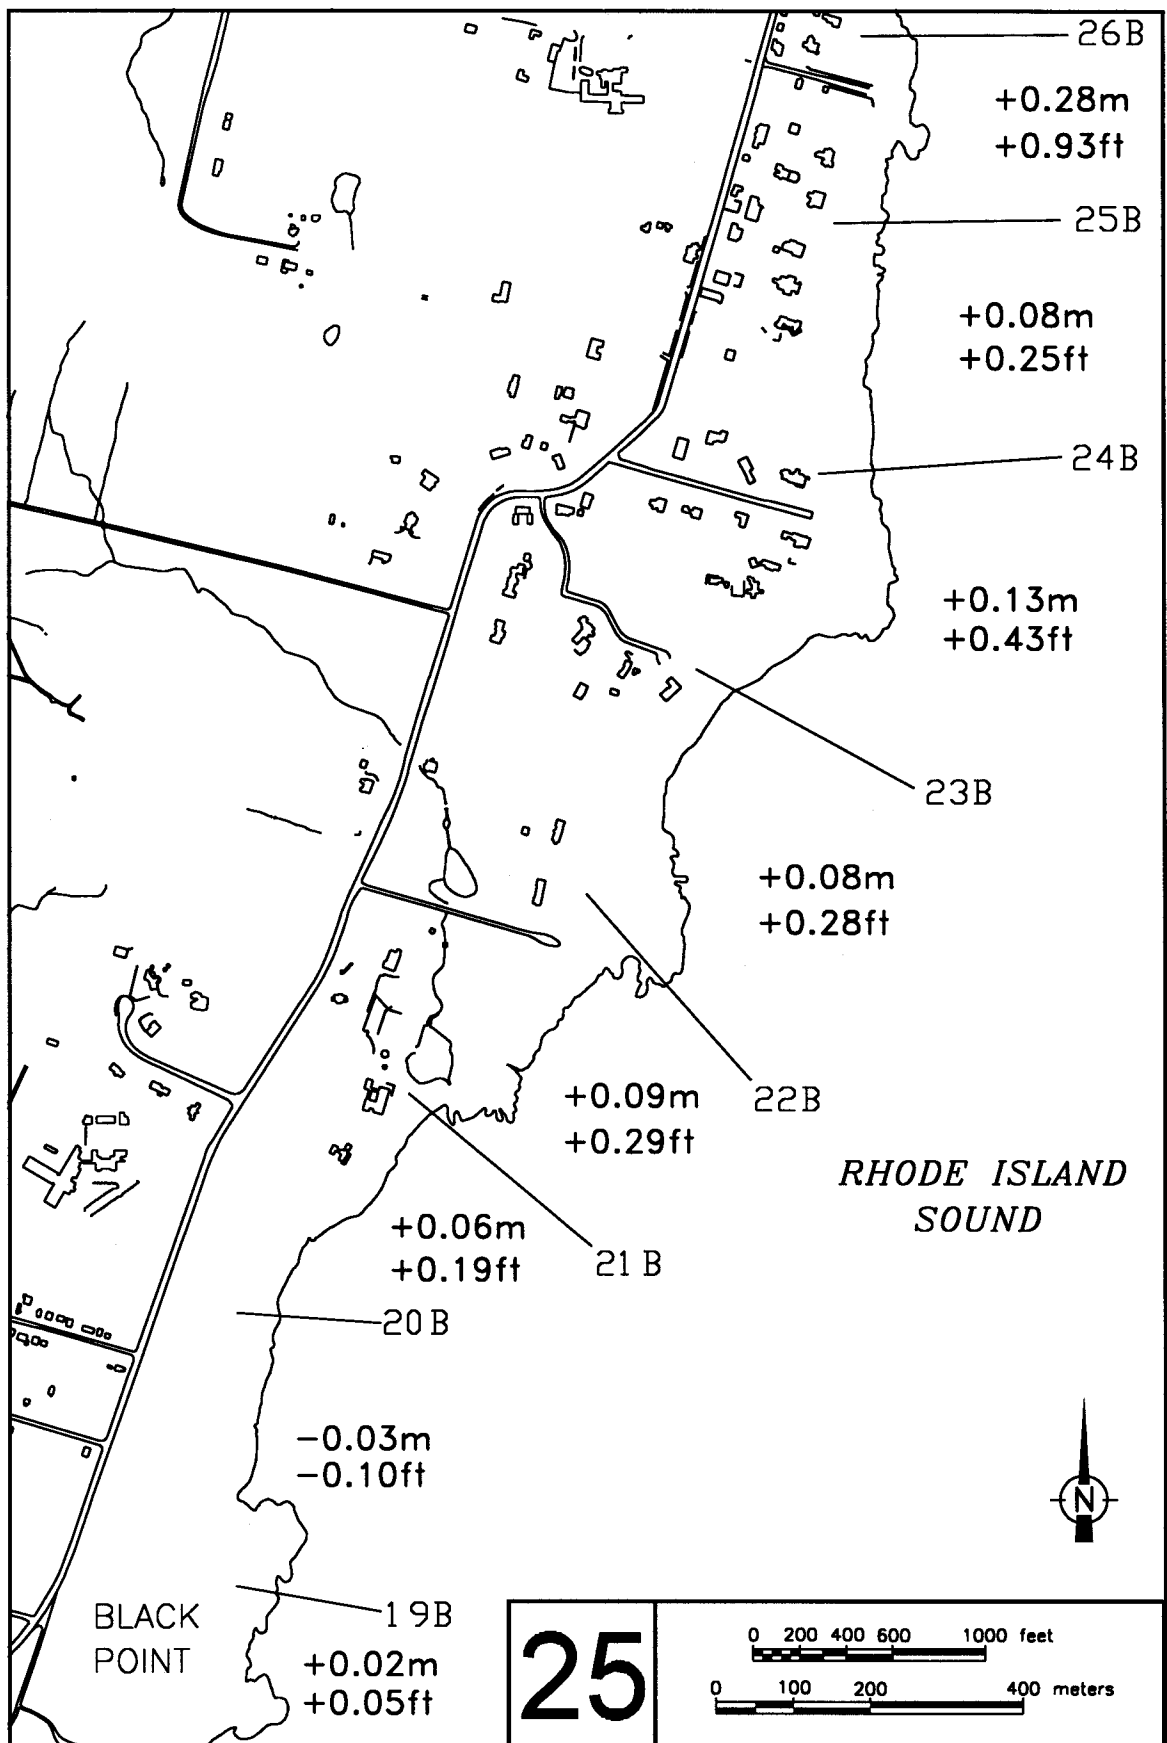 26B
+0.28m
+0.93ft
25B
+0.08m
+0.25ft
24B
+0.13m
+0.43ft
23B
+0.08m
+0.28ft
22B
+0.09m
+0.29ft
RHODE ISLAND
SOUND
21B
+0.06m
+0.19ft
20B
-0.03m
-0.10ft
N
19B
BLACK
POINT
+0.02m
+0.05ft
25
0 200 400 600 1000 feet
0 100 200 400 meters